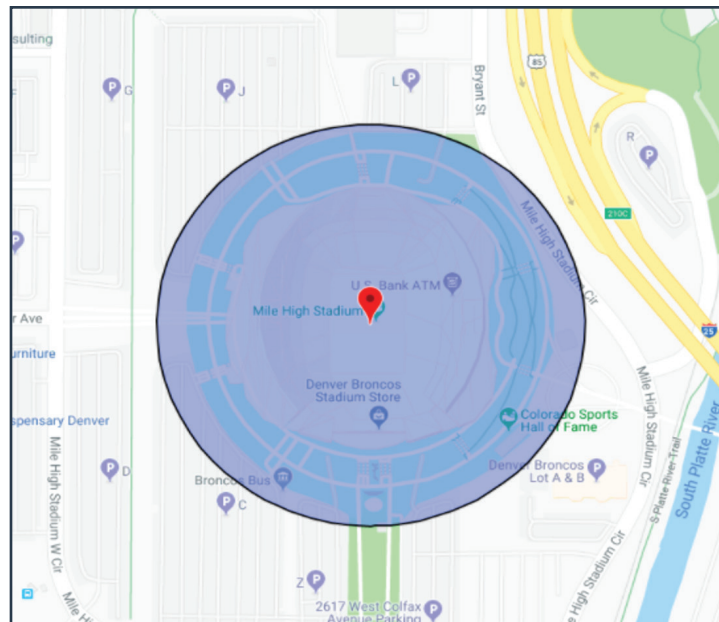 sulting
G
J
L
Bryant St
85
R
210C
Mile High Stadium Cir
U.S. Bank ATM
Mile High Stadium
r Ave
25
urniture
Denver Broncos
Stadium Store
spensary Denver
Colorado Sports
Hall of Fame
Mile High Stadium Cir
South Platte River
S Platte River Trail
Mile High Stadium W Cir
D
Broncos Bus
C
Denver Broncos
Lot A & B
Z
2617 West Colfax
Avenue Parking
Mile Hi
High Stadium Cir
P
P
P
P
P
P
P
P
P
P